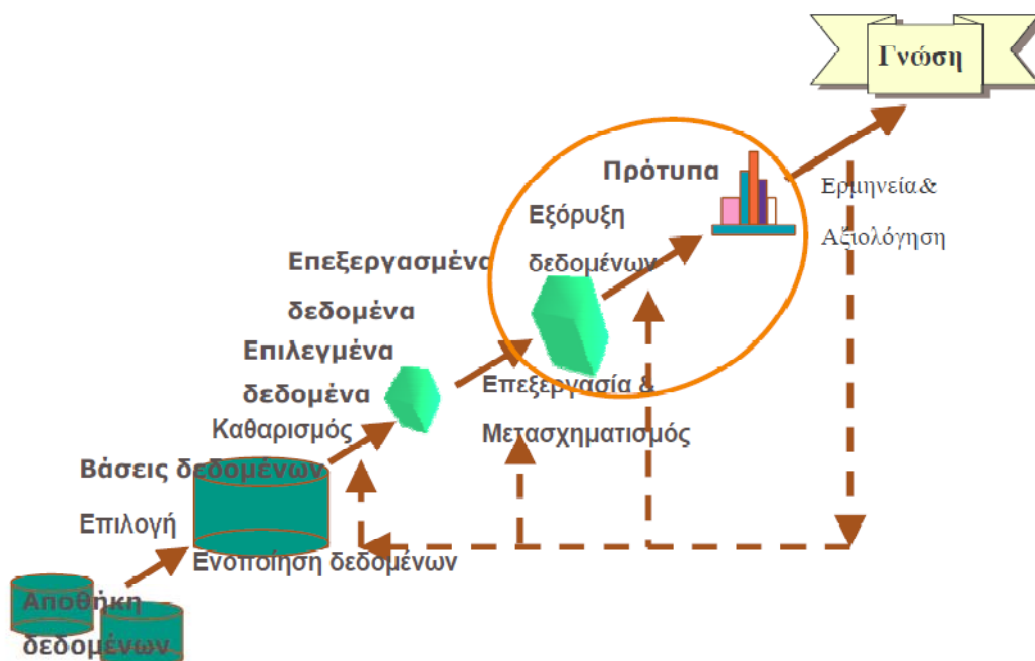 Γνώση
Πρότυπα
Ερμηνεία &
Αξιολόγηση
Εξόρυξη
δεδομένων
Επεξεργασμένα
δεδομένα
Επιλεγμένα
δεδομένα
Επεξεργασία &
Μετασχηματισμός
Καθαρισμός
Βάσεις δεδομένων
Επιλογή
Ενοποίηση δεδομένων
Αποθήκη
δεδομένων